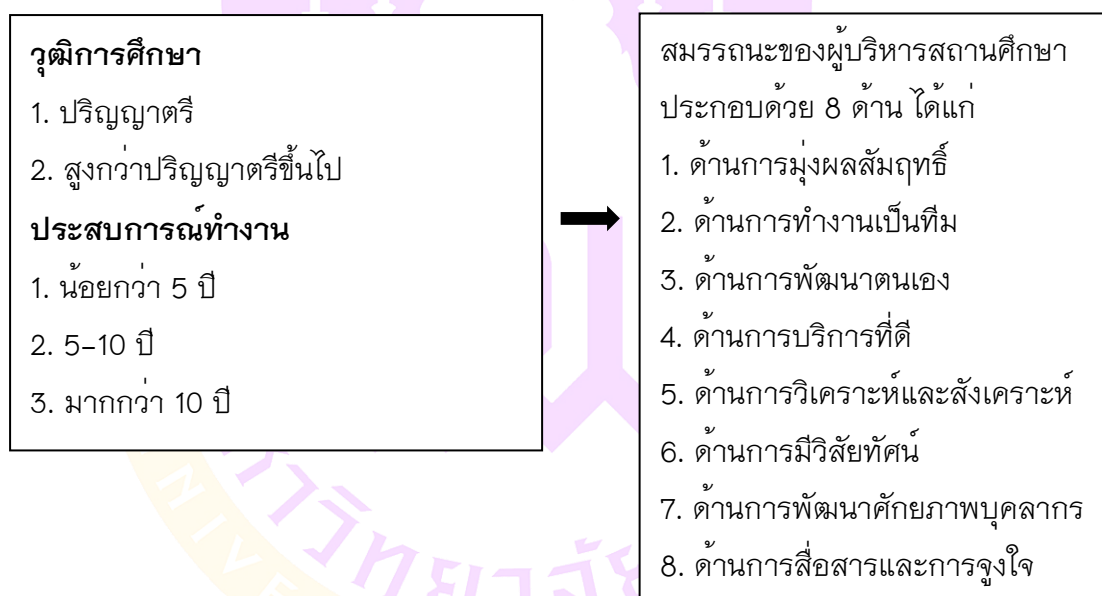 วุฒิการศึกษา
1. ปริญญาตรี
2. สูงกว่าปริญญาตรีขึ้นไป
ประสบการณ์ทำงาน
1. น้อยกว่า 5 ปี
2. 5–10 ปี
3. มากกว่า 10 ปี
สมรรถนะของผู้บริหารสถานศึกษา
ประกอบด้วย 8 ด้าน ได้แก่
1. ด้านการมุ่งผลสัมฤทธิ์
2. ด้านการทำงานเป็นทีม
3. ด้านการพัฒนาตนเอง
4. ด้านการบริการที่ดี
5. ด้านการวิเคราะห์และสังเคราะห์
6. ด้านการมีวิสัยทัศน์
7. ด้านการพัฒนาศักยภาพบุคลากร
8. ด้านการสื่อสารและการจูงใจ